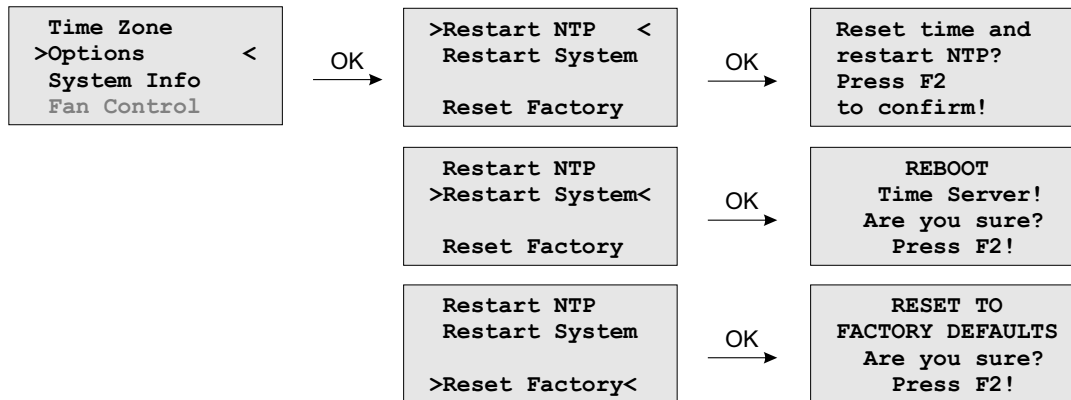 Time Zone
>Options <
System Info
Fan Control
OK
>Restart NTP <
Restart System
Reset Factory
OK
Reset time and
restart NTP?
Press F2
to confirm!
Restart NTP
>Restart System<
Reset Factory
OK
REBOOT
Time Server!
Are you sure?
Press F2!
Restart NTP
Restart System
>Reset Factory<
OK
RESET TO
FACTORY DEFAULTS
Are you sure?
Press F2!